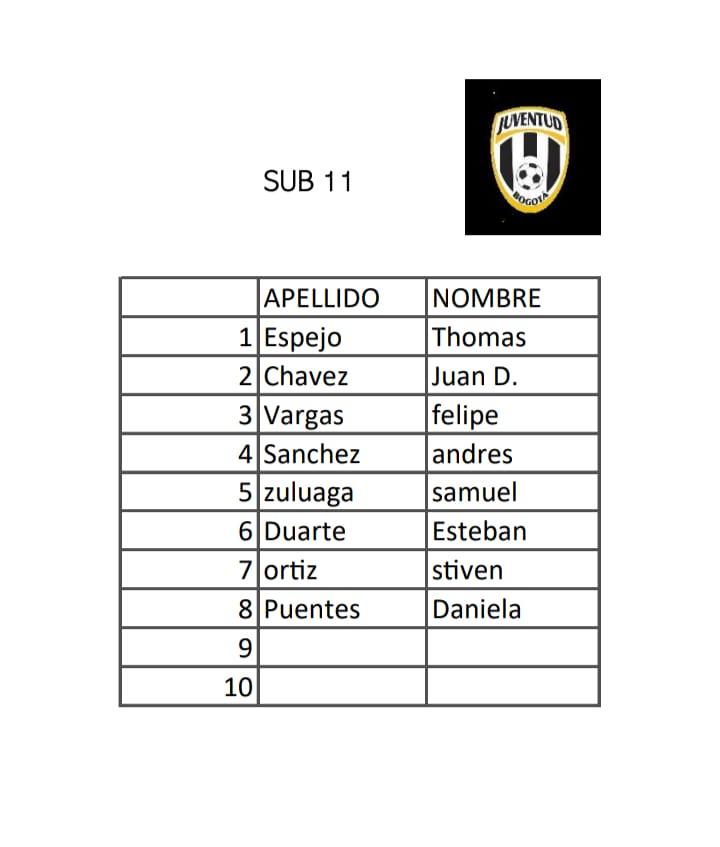 JUVENTUD
BOGOTÁ
SUB 11
APELLIDO NOMBRE
1 Espejo Thomas
2 Chavez Juan D.
3 Vargas felipe
4 Sanchez andres
5 zuluaga samuel
6 Duarte Esteban
7 ortiz stiven
8 Puentes Daniela
9
10